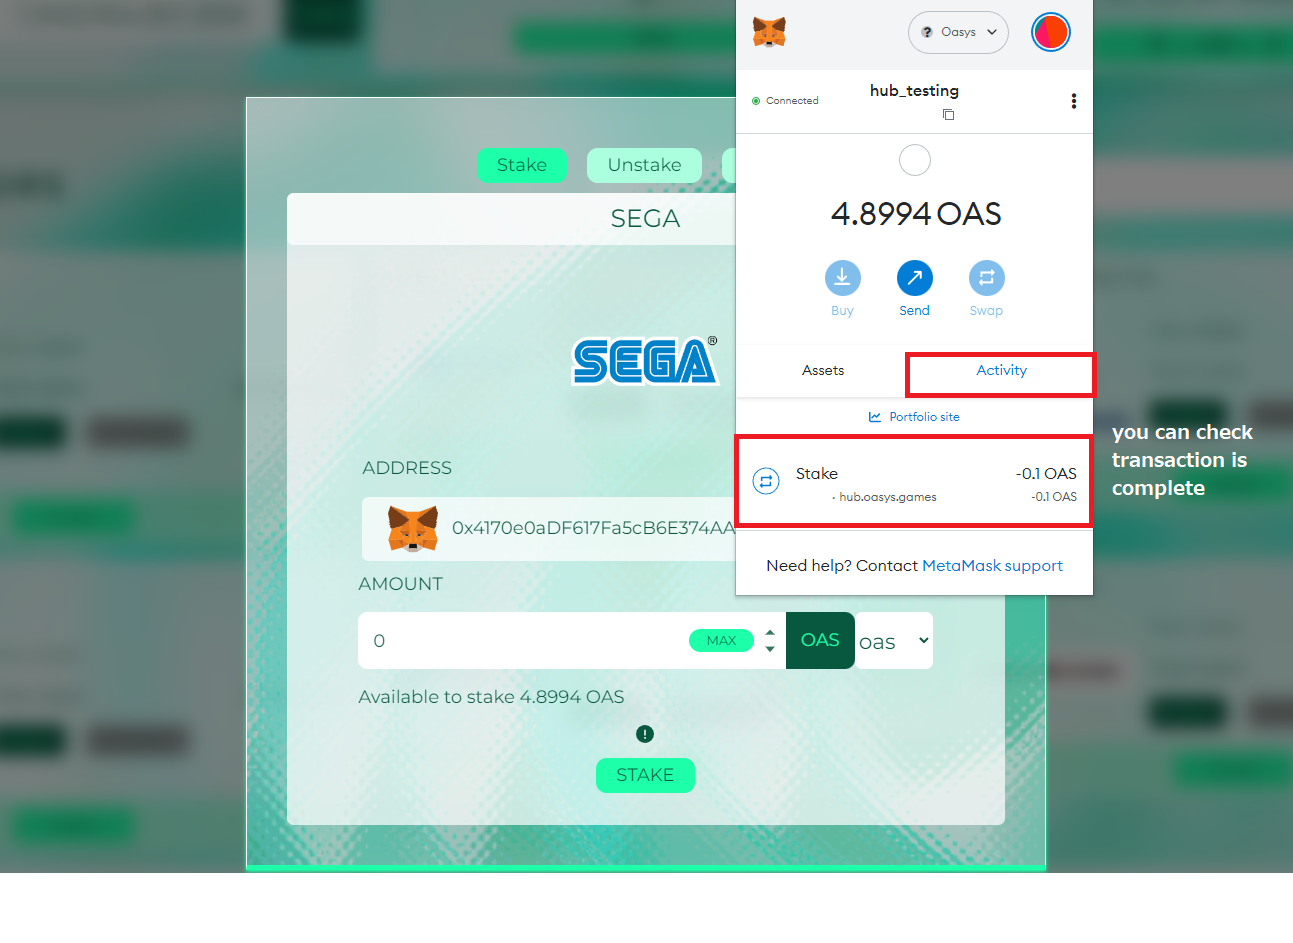 Oasys
Connected
hub_testing
4.8994 OAS
Buy
Send
Swap
Assets
Activity
Portfolio site
Stake
-0.1 OAS
· hub.oasys.games
-0.1 OAS
Need help? Contact MetaMask support
you can check
transaction is
complete
Stake
Unstake
SEGA
SEGA®
ADDRESS
0x4170e0aDF617Fa5cB6E374AA
AMOUNT
0
MAX
OAS
oas
Available to stake 4.8994 OAS
STAKE